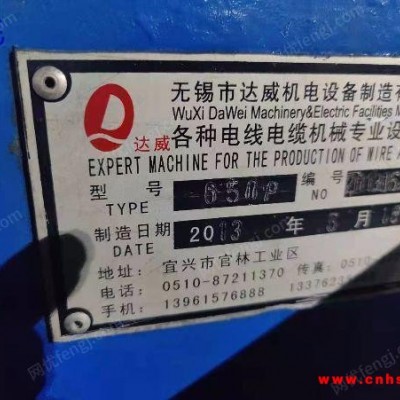 无锡市达威机电设备制造有
WuXi DaWei Machinery&Electric Facilities M
达威
各种电线电缆机械专业设
EXPERT MACHINE FOR THE PRODUCTION OF WIRE A
型 号 650P 编 号
TYPE NO
制造日期 2013 年 5 月
DATE
地址: 宜兴市官林工业区
电话: 0510-87211370 传真: 0510
手机: 13961576888 1337623
www.cnhs